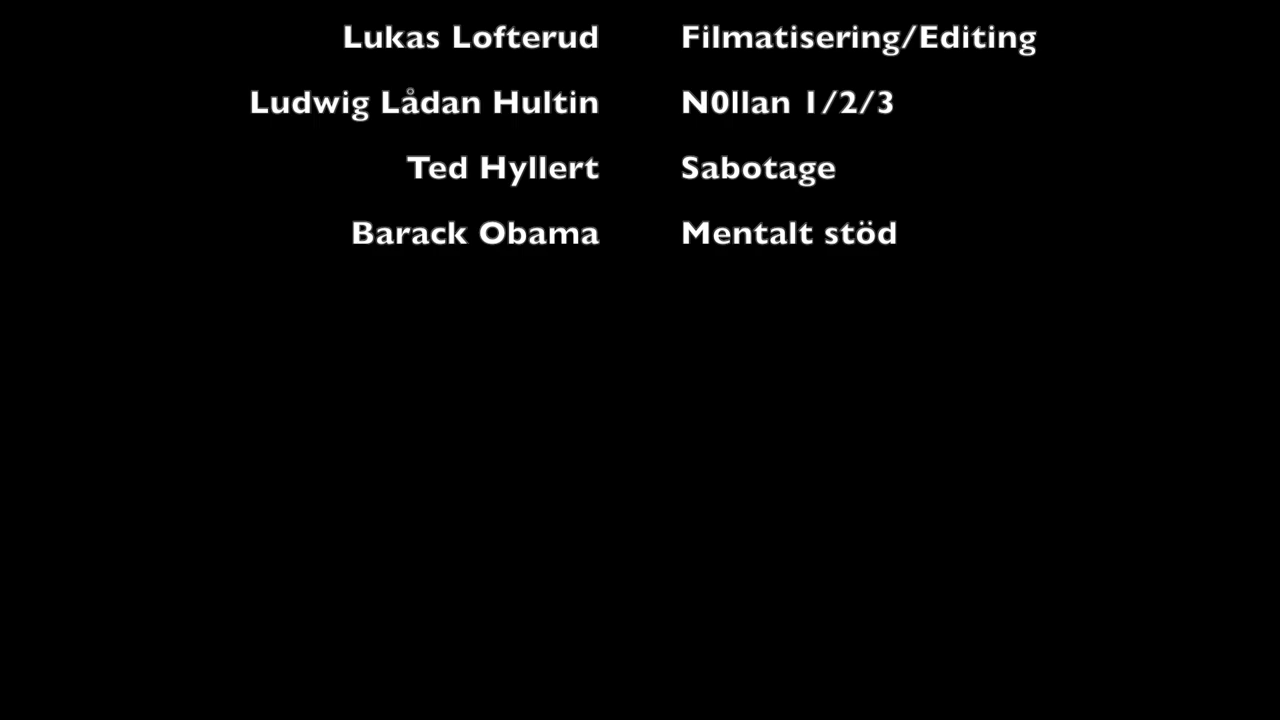 Lukas Lofterud Filmatisering/Editing
Ludwig Lådan Hultin N0llan 1/2/3
Ted Hyllert Sabotage
Barack Obama Mentalt stöd